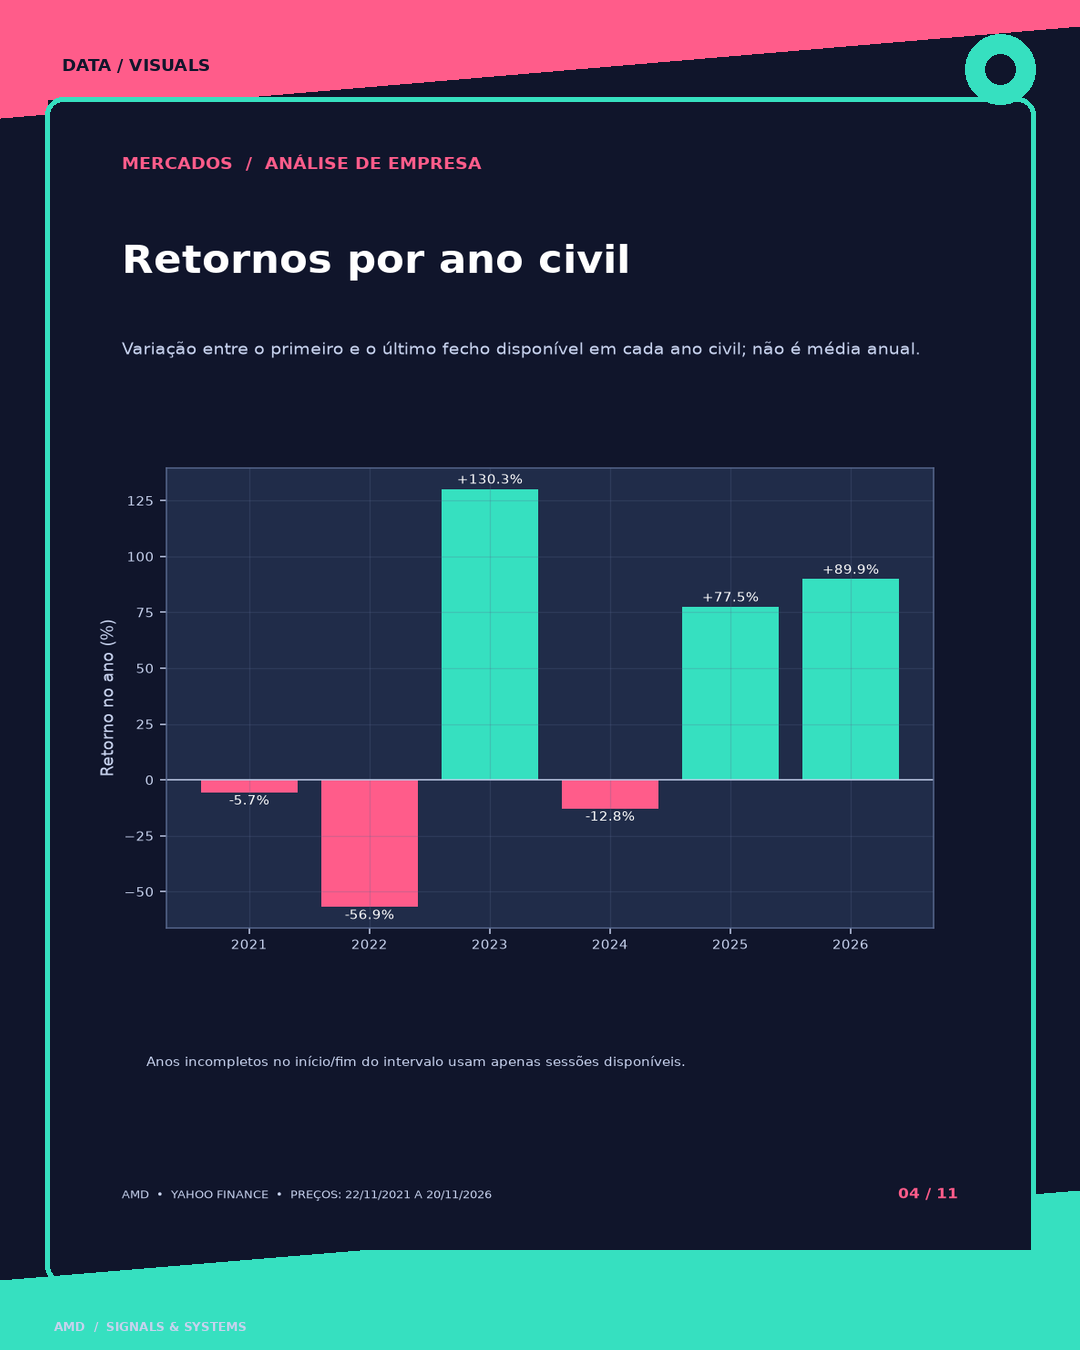 DATA / VISUALS
MERCADOS / ANÁLISE DE EMPRESA
Retornos por ano civil
Variação entre o primeiro e o último fecho disponível em cada ano civil; não é média anual.
Retorno no ano (%)
125
100
75
50
25
0
−25
−50
-5.7%
-56.9%
+130.3%
-12.8%
+77.5%
+89.9%
2021 2022 2023 2024 2025 2026
Anos incompletos no início/fim do intervalo usam apenas sessões disponíveis.
AMD • YAHOO FINANCE • PREÇOS: 22/11/2021 A 20/11/2026
04 / 11
AMD / SIGNALS & SYSTEMS